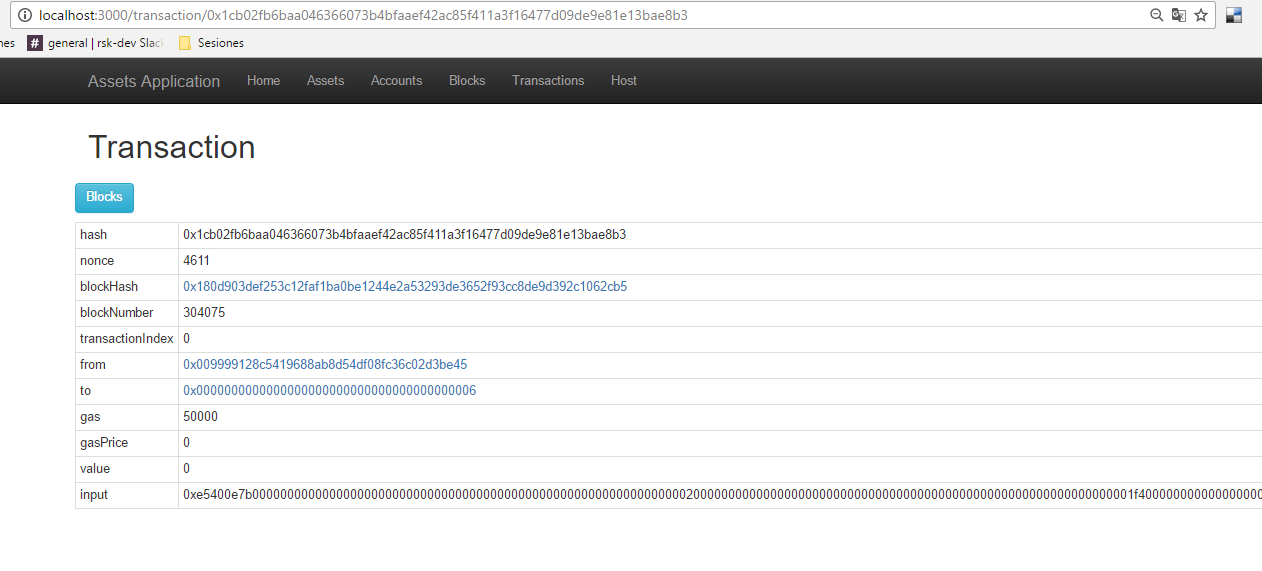 localhost:3000/transaction/0x1cb02fb6baa046366073b4bfaaef42ac85f411a3f16477d09de9e81e13bae8b3
nes # general | rsk-dev Slac Sesiones
Assets Application Home Assets Accounts Blocks Transactions Host
Transaction
Blocks
hash 0x1cb02fb6baa046366073b4bfaaef42ac85f411a3f16477d09de9e81e13bae8b3
nonce 4611
blockHash 0x180d903def253c12faf1ba0be1244e2a53293de3652f93cc8de9d392c1062cb5
blockNumber 304075
transactionIndex 0
from 0x009999128c5419688ab8d54df08fc36c02d3be45
to 0x0000000000000000000000000000000001000006
gas 50000
gasPrice 0
value 0
input